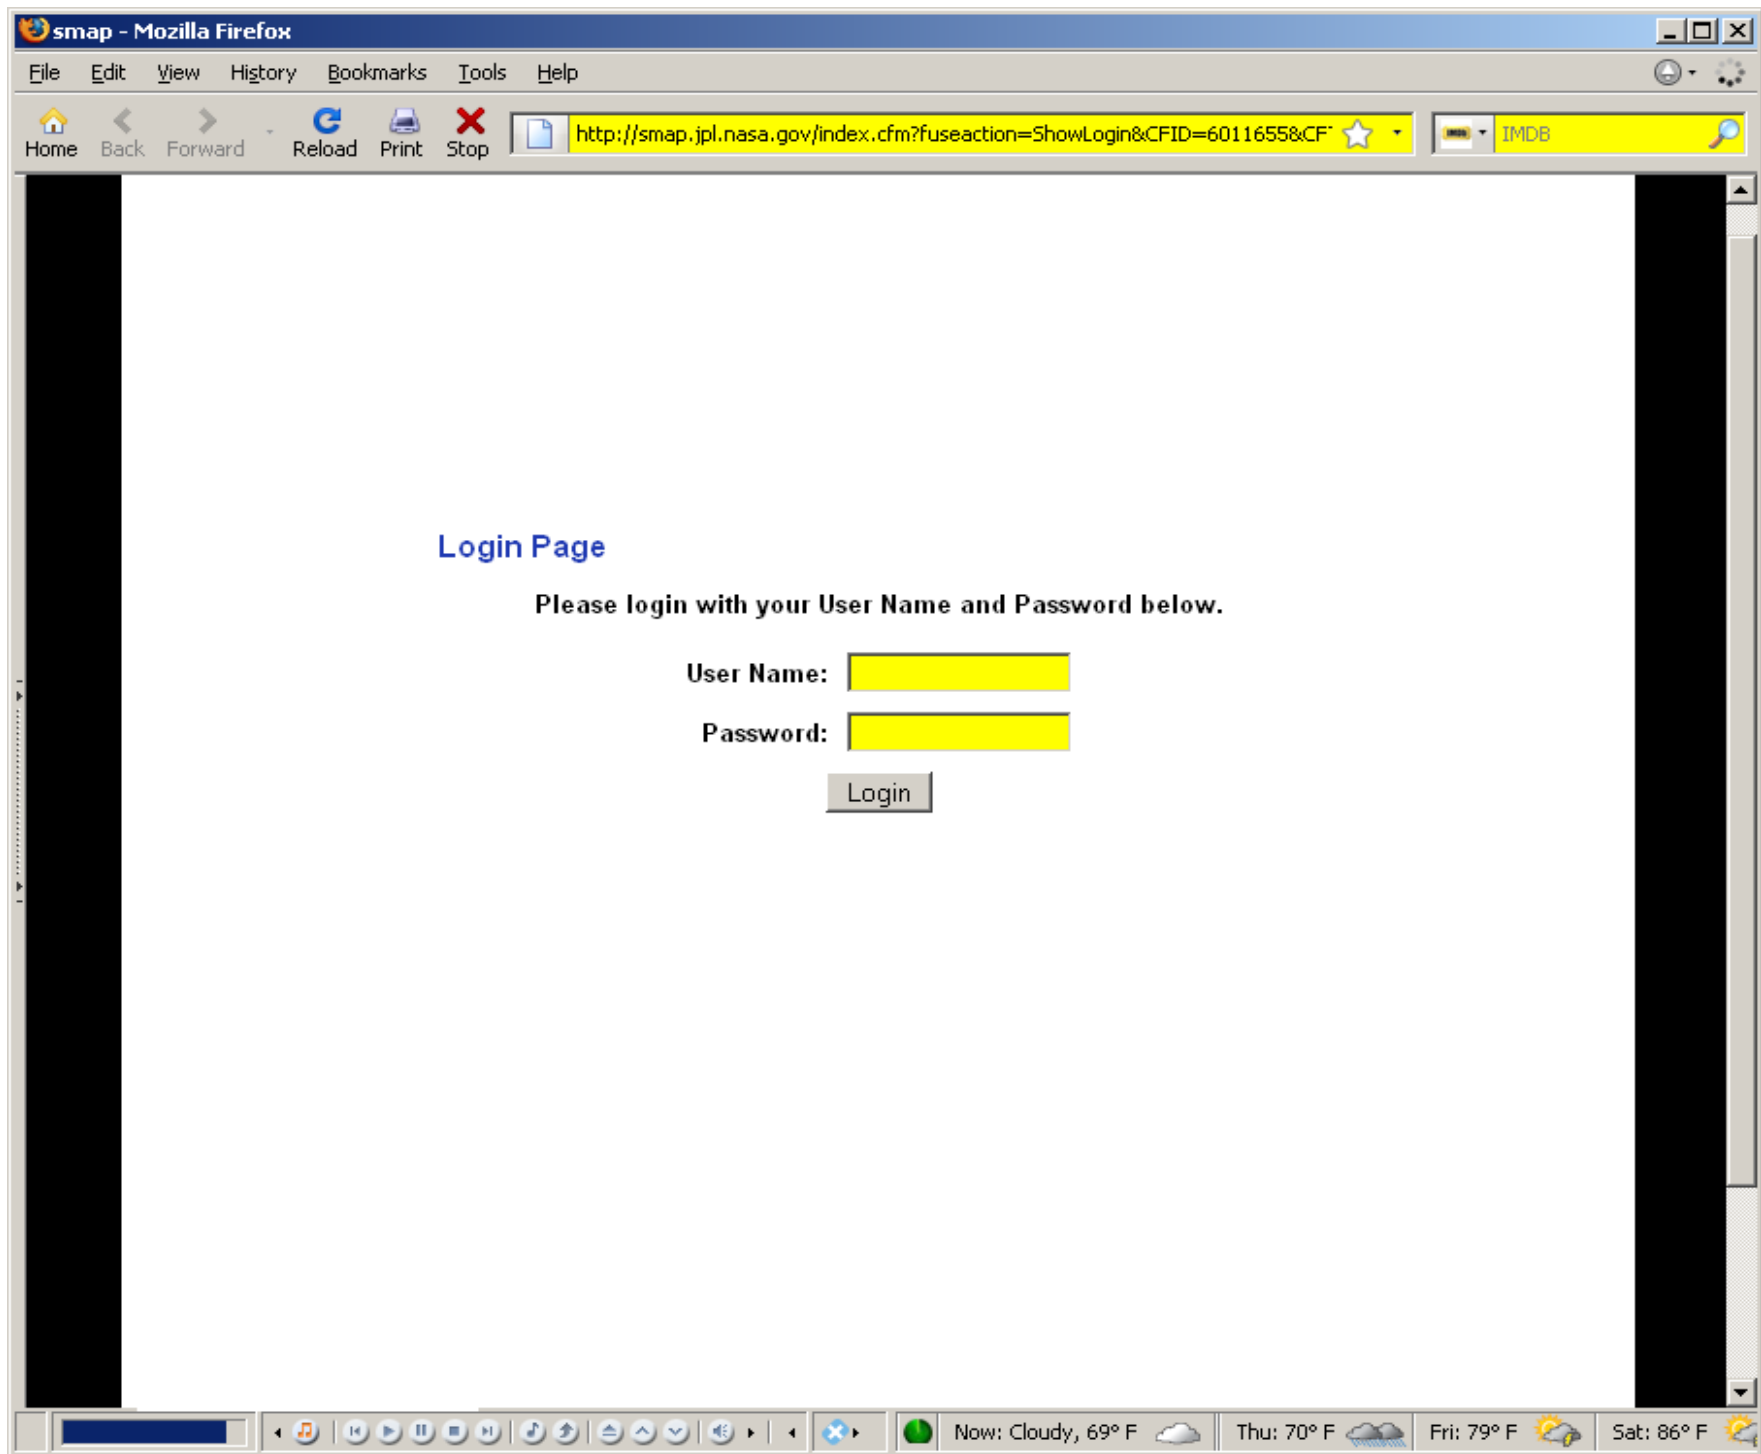 smap - Mozilla Firefox
File Edit View History Bookmarks Tools Help
Home Back Forward Reload Print Stop http://smap.jpl.nasa.gov/index.cfm?fuseaction=ShowLogin&CFID=6011655&CF IMDB
Login Page
Please login with your User Name and Password below.
User Name:
Password:
Login
Now: Cloudy, 69° F Thu: 70° F Fri: 79° F Sat: 86° F